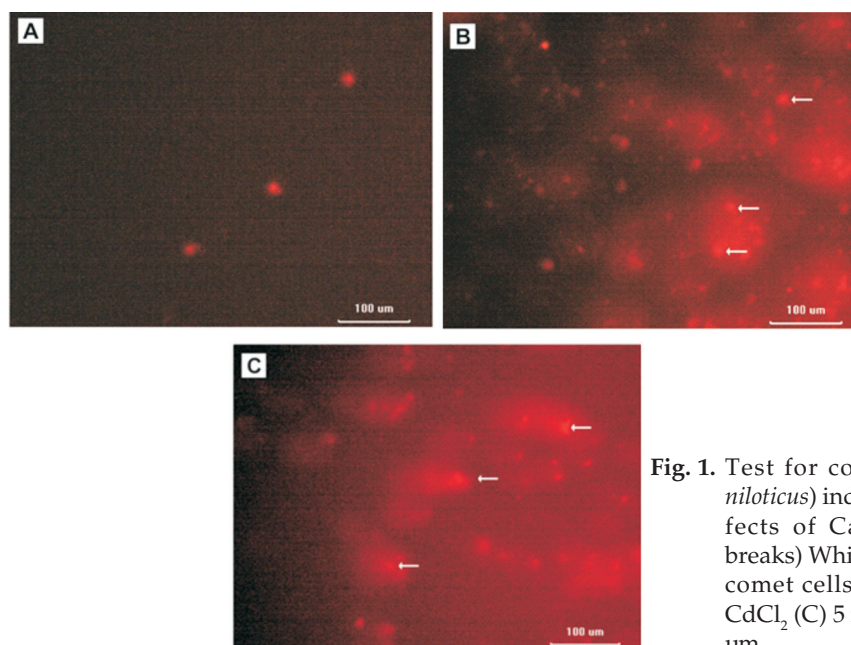 A
100 um
B
100 um
C
100 um
Fig. 1. Test for co
niloticus) inc
fects of Ca
breaks) Whi
comet cells
CdCl₂ (C) 5
um